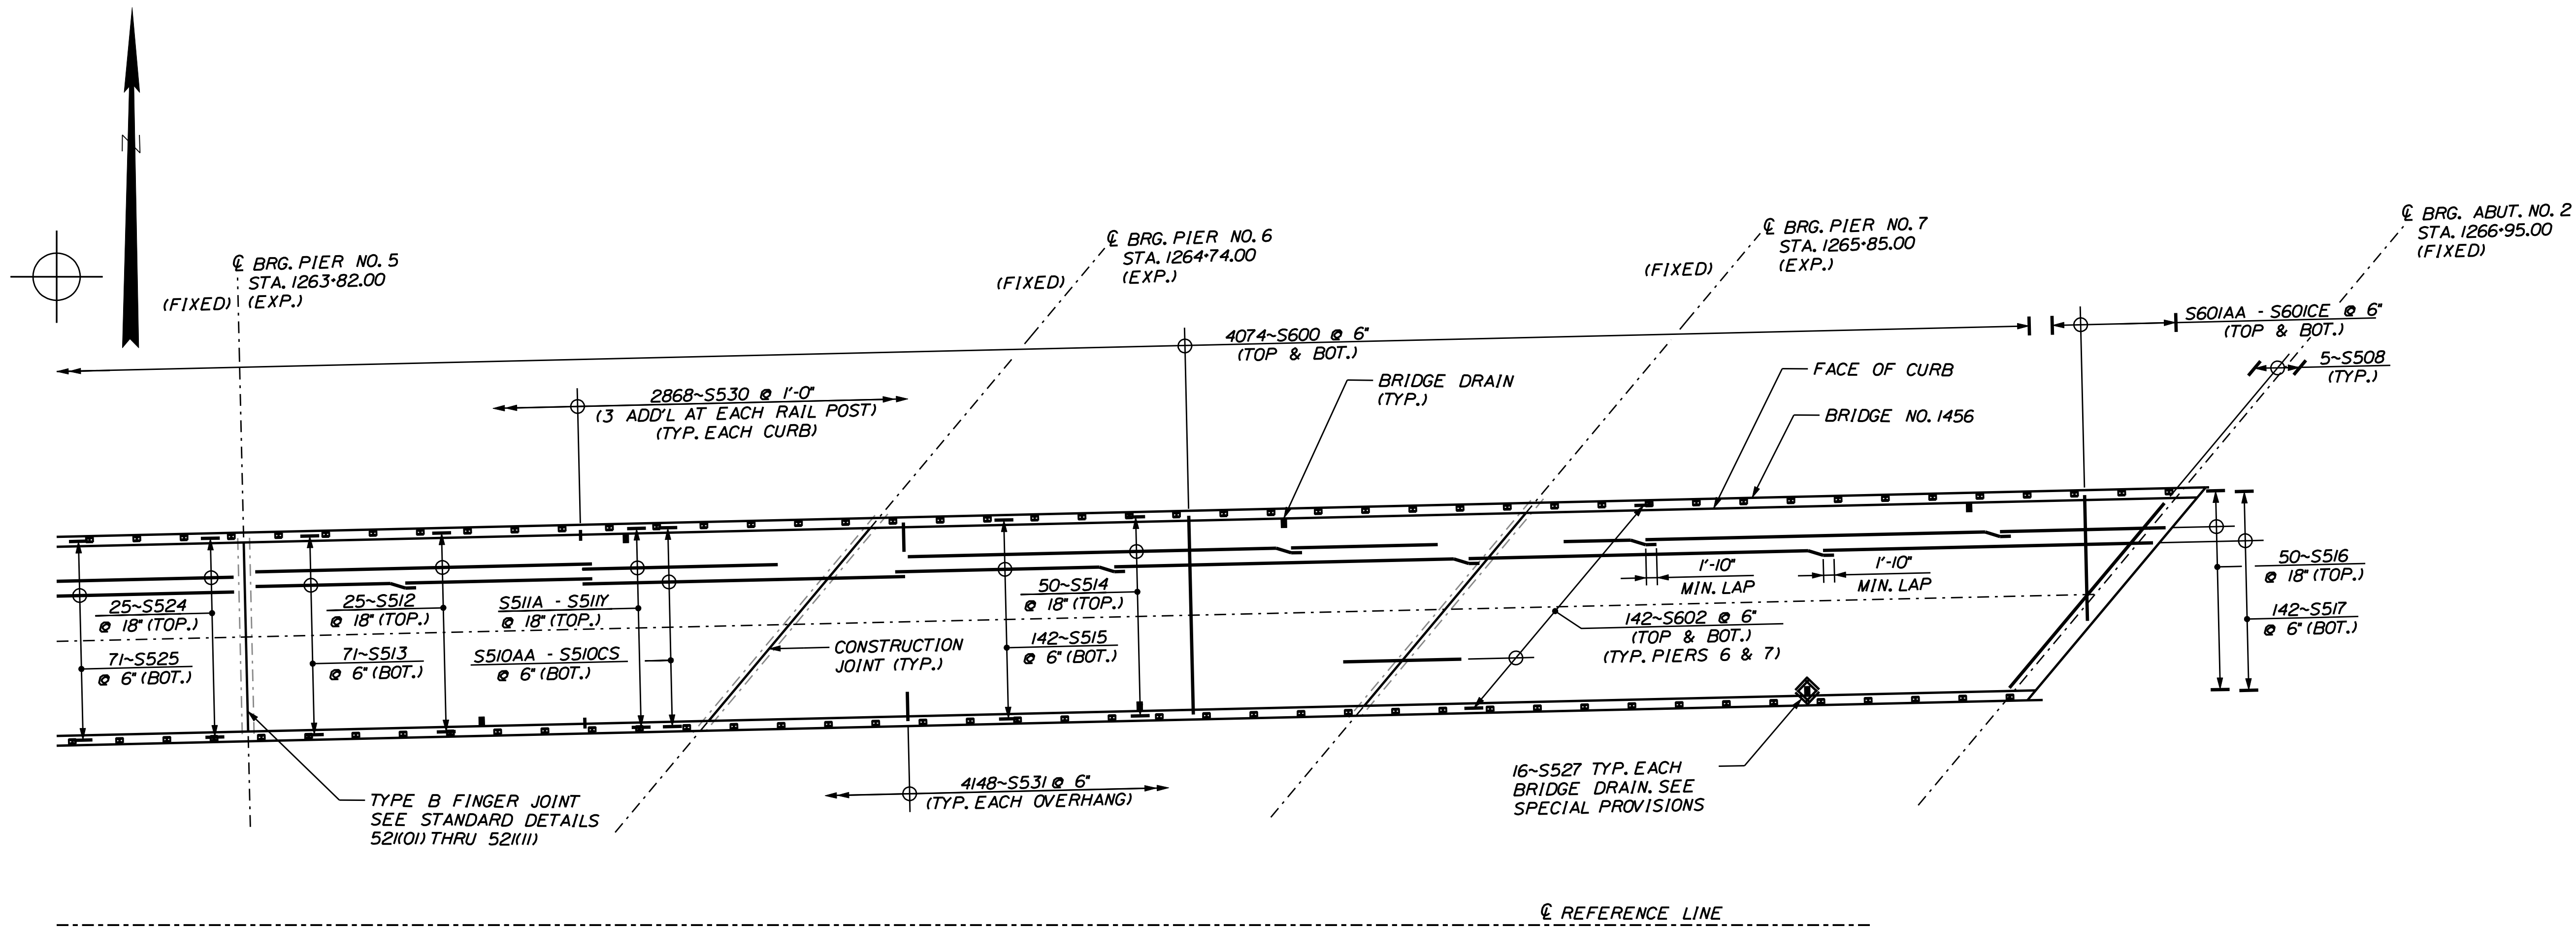 N
℄ BRG. PIER NO. 5
STA. 1263+82.00
(FIXED) (EXP.)
℄ BRG. PIER NO. 6
STA. 1264+74.00
(FIXED) (EXP.)
℄ BRG. PIER NO. 7
STA. 1265+85.00
(FIXED) (EXP.)
℄ BRG. ABUT. NO. 2
STA. 1266+95.00
(FIXED)
4074~S600 @ 6"
(TOP & BOT.)
S601AA - S601CE @ 6"
(TOP & BOT.)
5~S508
(TYP.)
2868~S530 @ 1'-0"
(3 ADD'L AT EACH RAIL POST)
(TYP. EACH CURB)
BRIDGE DRAIN
(TYP.)
FACE OF CURB
BRIDGE NO. 1456
25~S524
@ 18" (TOP.)
71~S525
@ 6" (BOT.)
25~S512
@ 18" (TOP.)
71~S513
@ 6" (BOT.)
S511A - S511Y
@ 18" (TOP.)
S510AA - S510CS
@ 6" (BOT.)
CONSTRUCTION
JOINT (TYP.)
50~S514
@ 18" (TOP.)
142~S515
@ 6" (BOT.)
1'-10"
MIN. LAP
1'-10"
MIN. LAP
142~S602 @ 6"
(TOP & BOT.)
(TYP. PIERS 6 & 7)
50~S516
@ 18" (TOP.)
142~S517
@ 6" (BOT.)
TYPE B FINGER JOINT
SEE STANDARD DETAILS
521(01) THRU 521(11)
4148~S531 @ 6"
(TYP. EACH OVERHANG)
16~S527 TYP. EACH
BRIDGE DRAIN. SEE
SPECIAL PROVISIONS
℄ REFERENCE LINE